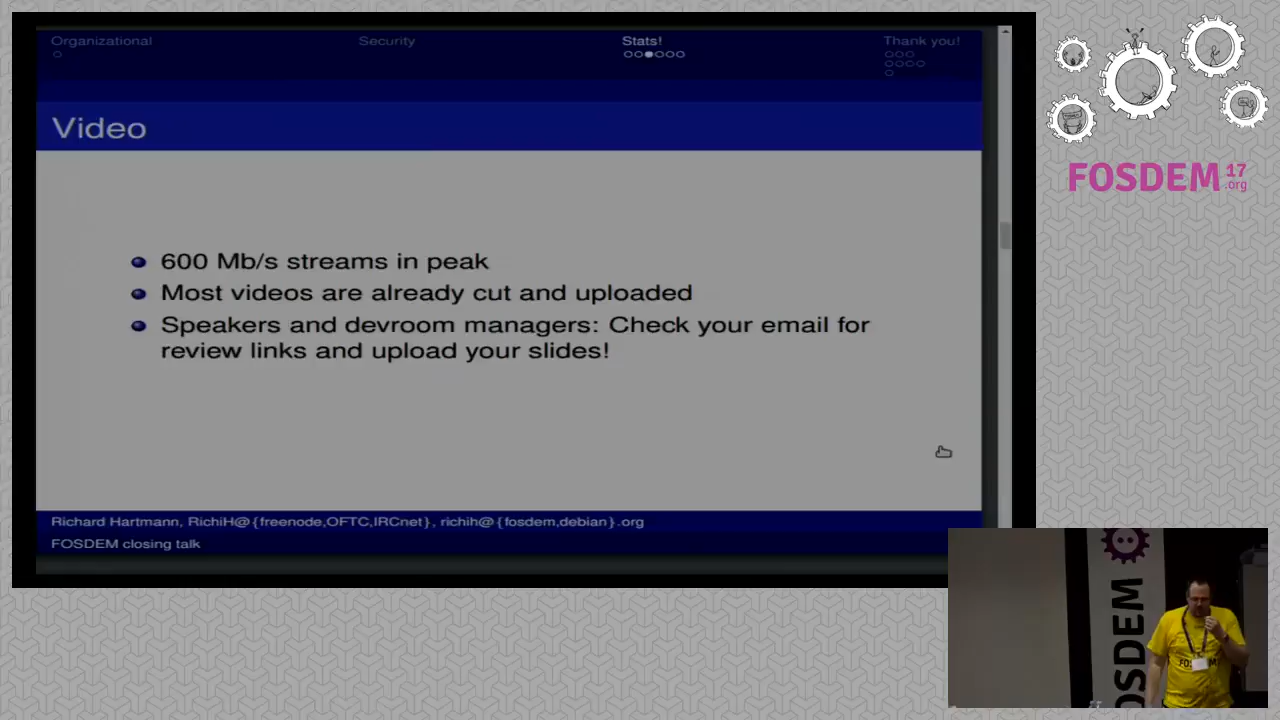 Organizational
Security
Stats!
Thank you!
Video
600 Mb/s streams in peak
Most videos are already cut and uploaded
Speakers and devroom managers: Check your email for
review links and upload your slides!
Richard Hartmann, RichiH@{freenode,OFTC,IRCnet}, richih@{fosdem,debian}.org
FOSDEM closing talk
FOSDEM 17
.org
FOSDEM
FOSDEM